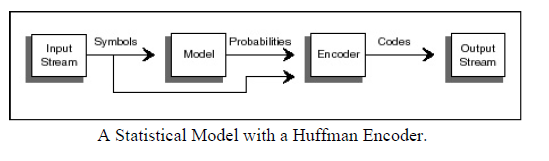 Input
Stream
Symbols
Model
Probabilities
Encoder
Codes
Output
Stream
A Statistical Model with a Huffman Encoder.